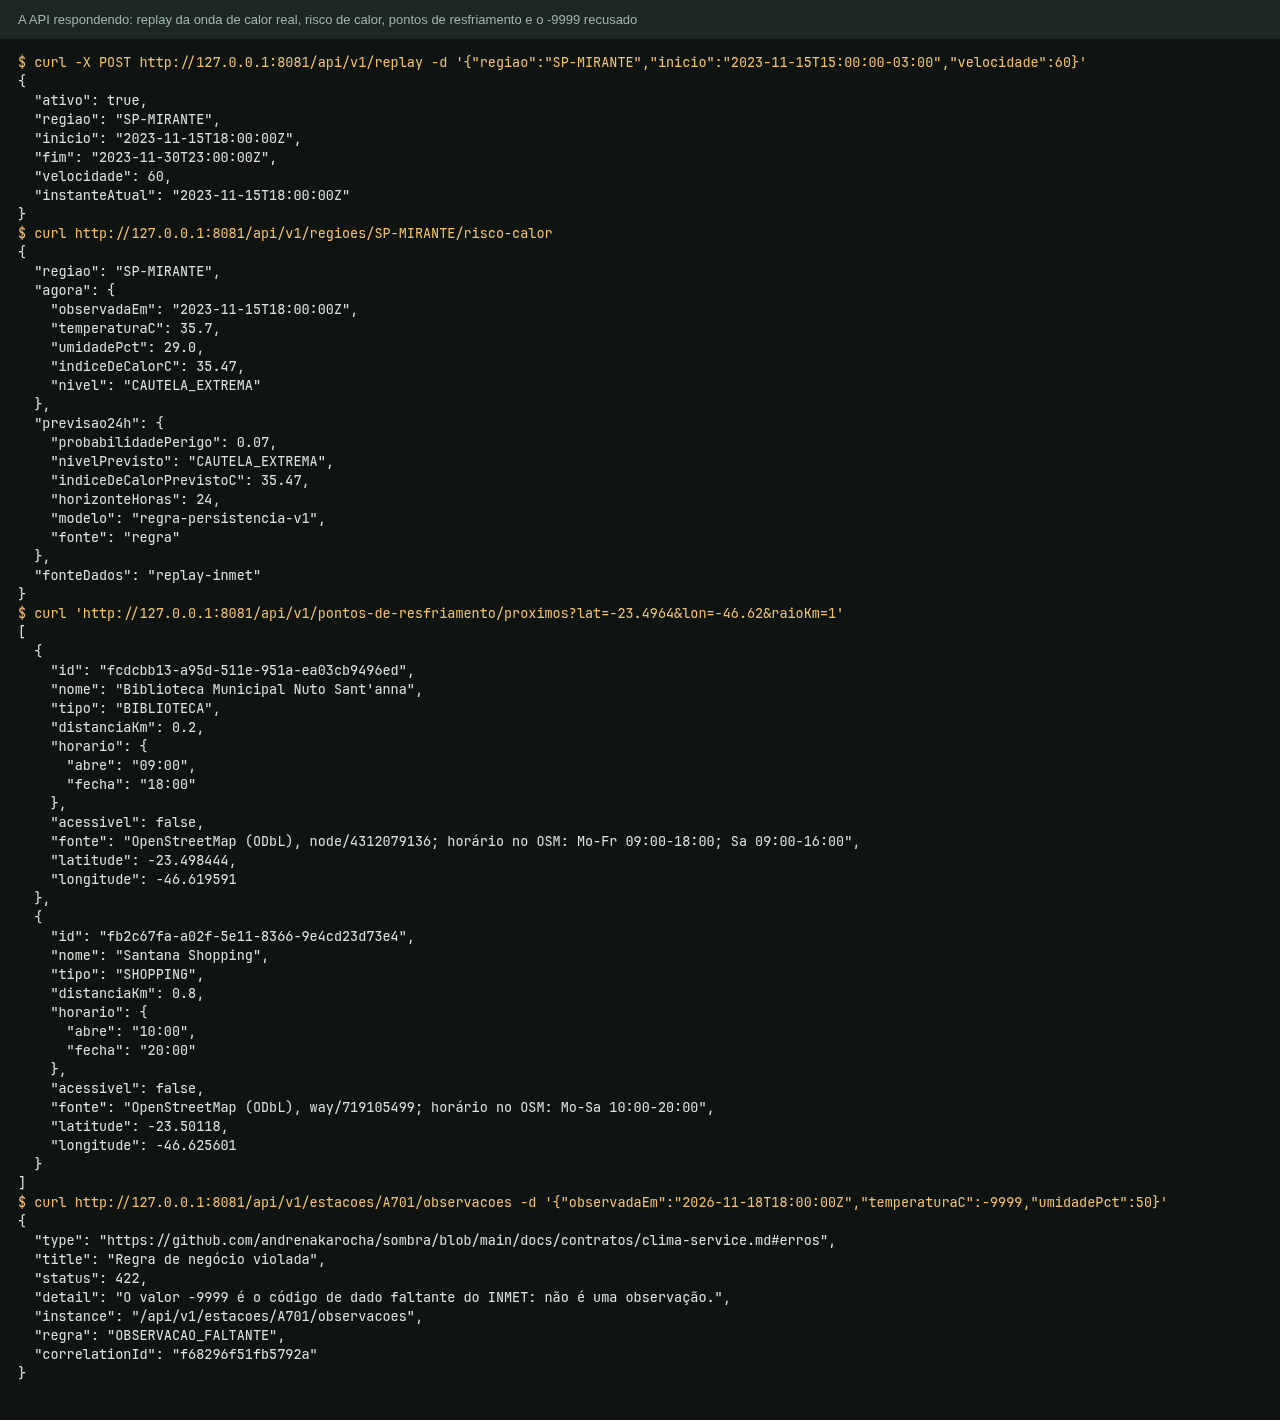 A API respondendo: replay da onda de calor real, risco de calor, pontos de resfriamento e o -9999 recusado
$ curl -X POST http://127.0.0.1:8081/api/v1/replay -d '{"regiao":"SP-MIRANTE","inicio":"2023-11-15T15:00:00-03:00","velocidade":60}'
{
  "ativo": true,
  "regiao": "SP-MIRANTE",
  "inicio": "2023-11-15T18:00:00Z",
  "fim": "2023-11-30T23:00:00Z",
  "velocidade": 60,
  "instanteAtual": "2023-11-15T18:00:00Z"
}
$ curl http://127.0.0.1:8081/api/v1/regioes/SP-MIRANTE/risco-calor
{
  "regiao": "SP-MIRANTE",
  "agora": {
    "observadaEm": "2023-11-15T18:00:00Z",
    "temperaturaC": 35.7,
    "umidadePct": 29.0,
    "indiceDeCalorC": 35.47,
    "nivel": "CAUTELA_EXTREMA"
  },
  "previsao24h": {
    "probabilidadePerigo": 0.07,
    "nivelPrevisto": "CAUTELA_EXTREMA",
    "indiceDeCalorPrevistoC": 35.47,
    "horizonteHoras": 24,
    "modelo": "regra-persistencia-v1",
    "fonte": "regra"
  },
  "fonteDados": "replay-inmet"
}
$ curl 'http://127.0.0.1:8081/api/v1/pontos-de-resfriamento/proximos?lat=-23.4964&lon=-46.62&raioKm=1'
[
  {
    "id": "fcdcbb13-a95d-511e-951a-ea03cb9496ed",
    "nome": "Biblioteca Municipal Nuto Sant'anna",
    "tipo": "BIBLIOTECA",
    "distanciaKm": 0.2,
    "horario": {
      "abre": "09:00",
      "fecha": "18:00"
    },
    "acessivel": false,
    "fonte": "OpenStreetMap (ODbL), node/4312079136; horário no OSM: Mo-Fr 09:00-18:00; Sa 09:00-16:00",
    "latitude": -23.498444,
    "longitude": -46.619591
  },
  {
    "id": "fb2c67fa-a02f-5e11-8366-9e4cd23d73e4",
    "nome": "Santana Shopping",
    "tipo": "SHOPPING",
    "distanciaKm": 0.8,
    "horario": {
      "abre": "10:00",
      "fecha": "20:00"
    },
    "acessivel": false,
    "fonte": "OpenStreetMap (ODbL), way/719105499; horário no OSM: Mo-Sa 10:00-20:00",
    "latitude": -23.50118,
    "longitude": -46.625601
  }
]
$ curl http://127.0.0.1:8081/api/v1/estacoes/A701/observacoes -d '{"observadaEm":"2026-11-18T18:00:00Z","temperaturaC":-9999,"umidadePct":50}'
{
  "type": "https://github.com/andrenakarocha/sombra/blob/main/docs/contratos/clima-service.md#erros",
  "title": "Regra de negócio violada",
  "status": 422,
  "detail": "O valor -9999 é o código de dado faltante do INMET: não é uma observação.",
  "instance": "/api/v1/estacoes/A701/observacoes",
  "regra": "OBSERVACAO_FALTANTE",
  "correlationId": "f68296f51fb5792a"
}